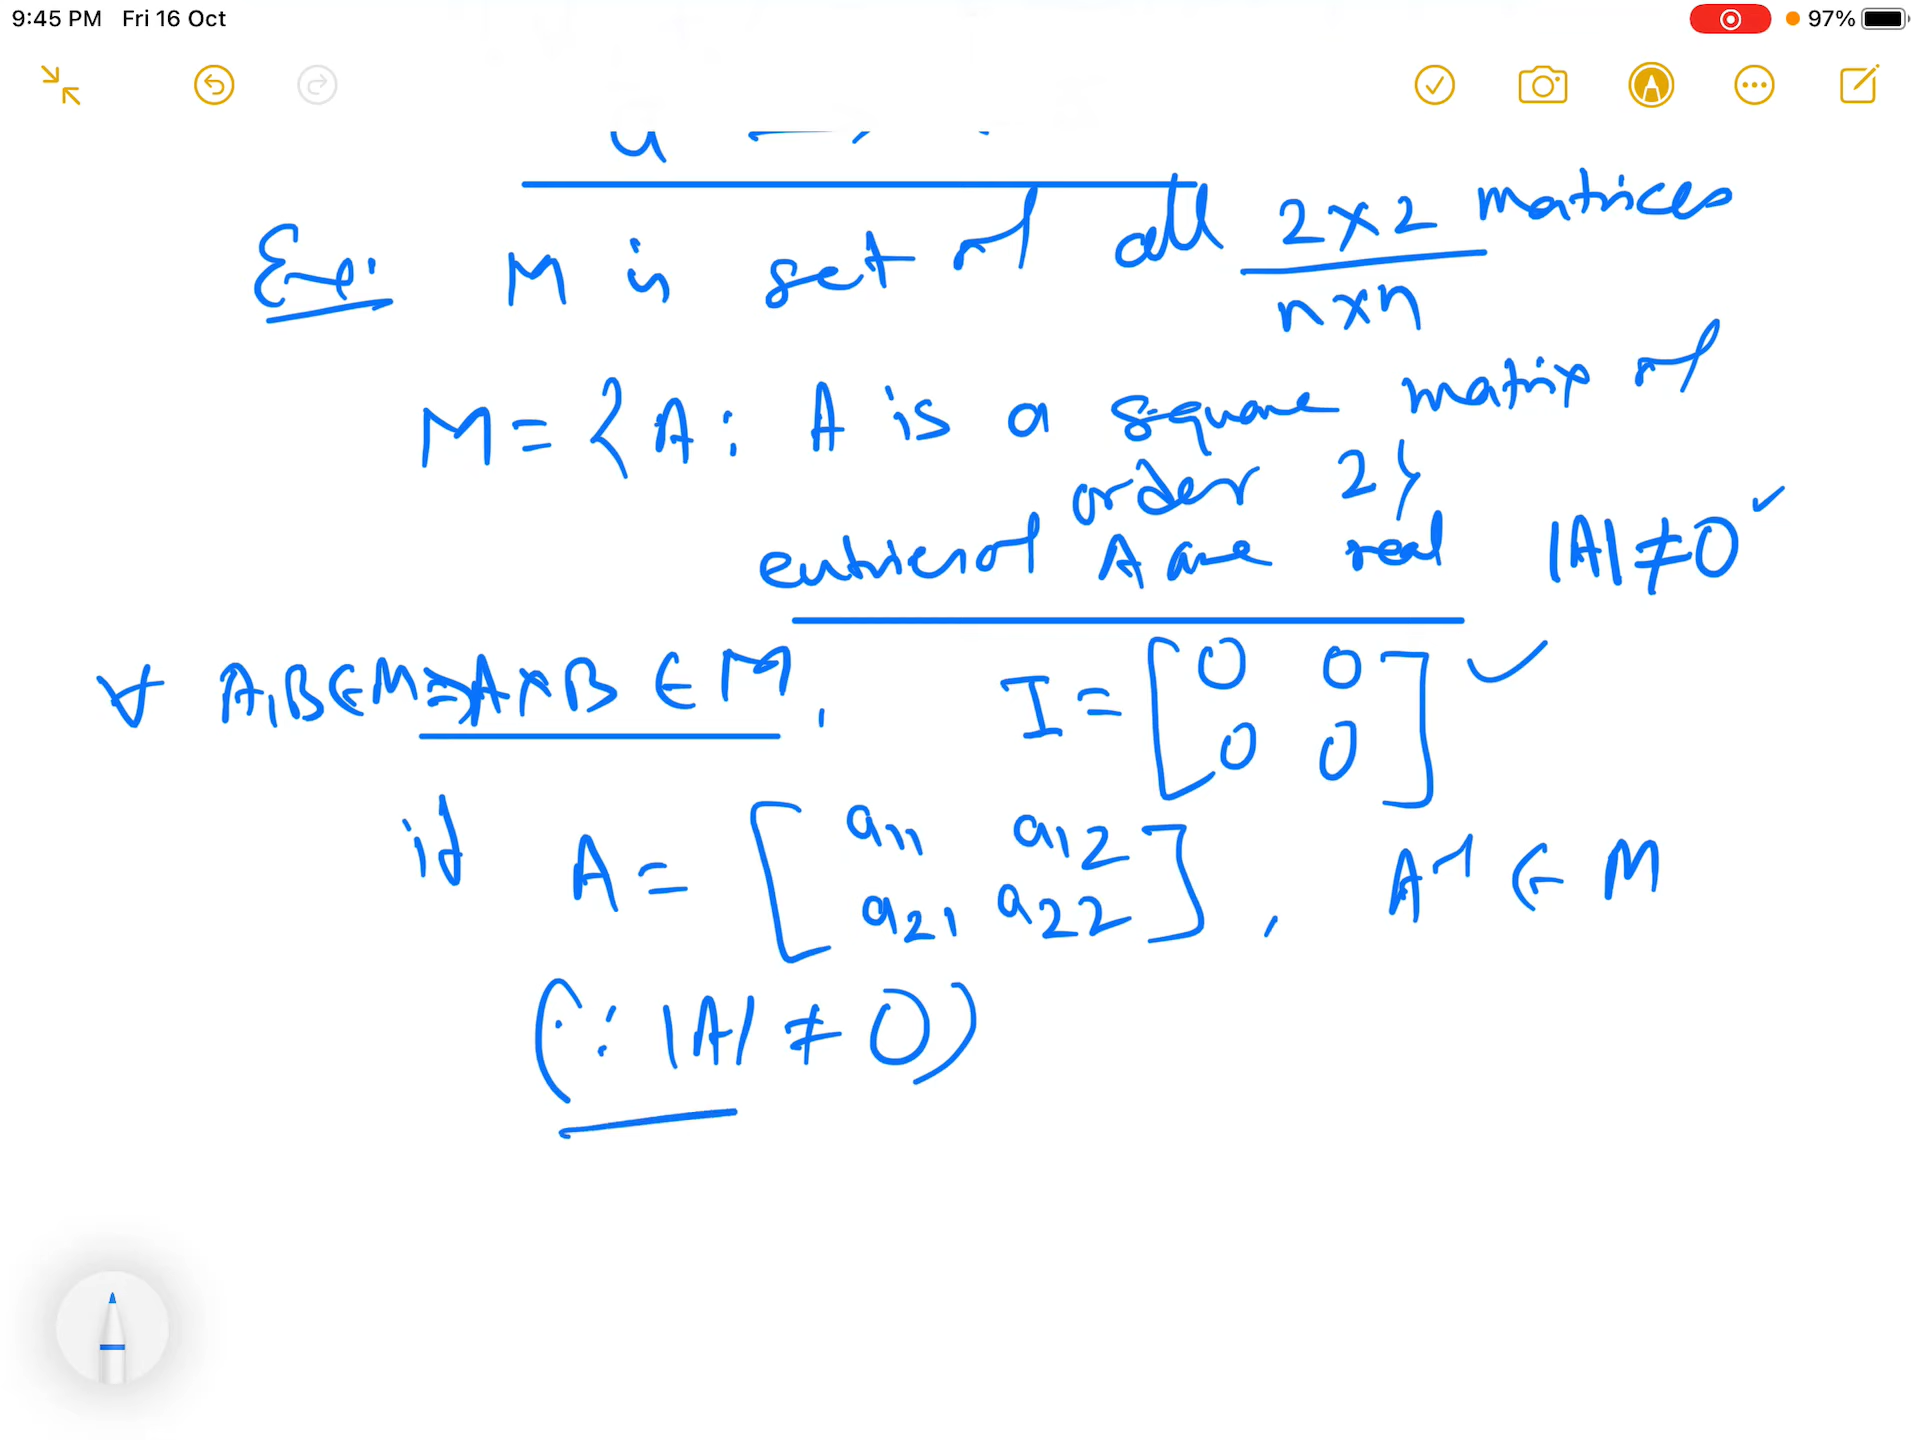 9:45 PM Fri 16 Oct 97%
Ex: M is set of all 2×2 matrices
n×n
M = { A : A is a square matrix of
order 2}
entries of A are real |A| ≠ 0 ✓
∀ A,B ∈ M ⇒ A×B ∈ M, I = [ 0 0 ✓
0 0 ]
if A = [ a11 a12
a21 a22 ] , A⁻¹ ∈ M
(∵ |A| ≠ 0)